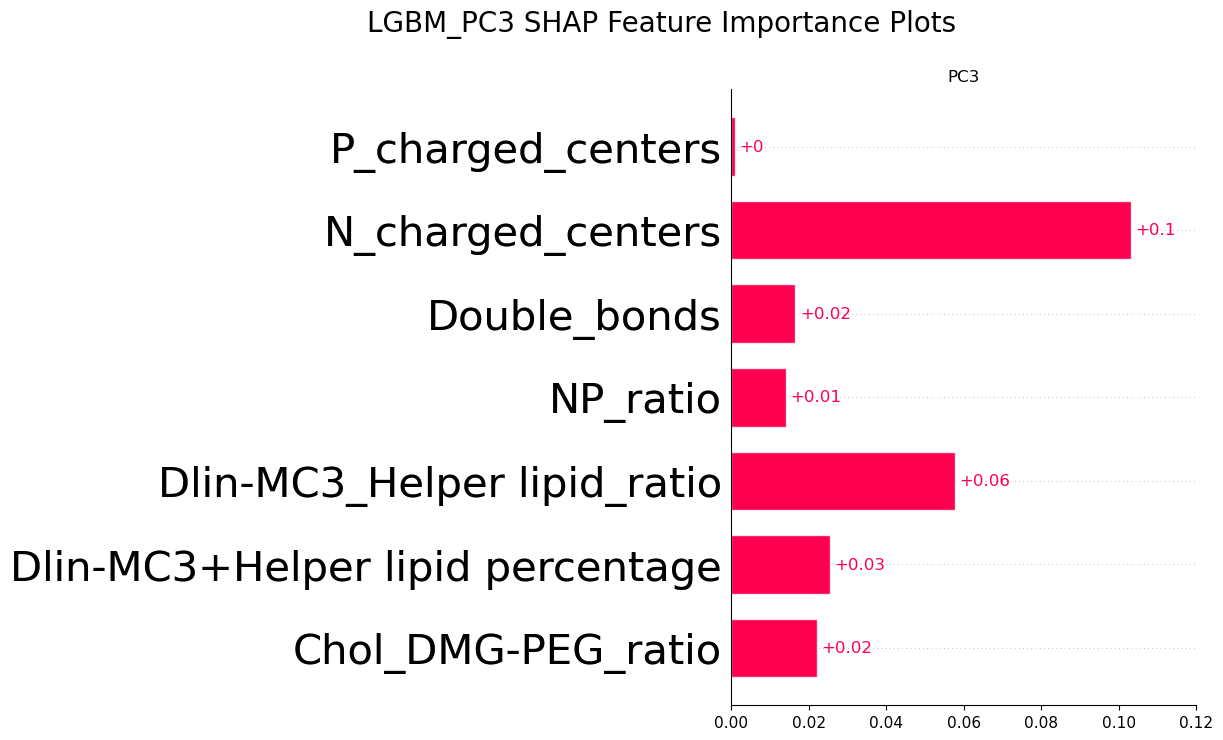 LGBM_PC3 SHAP Feature Importance Plots
PC3
P_charged_centers +0
N_charged_centers +0.1
Double_bonds +0.02
NP_ratio +0.01
Dlin-MC3_Helper lipid_ratio +0.06
Dlin-MC3+Helper lipid percentage +0.03
Chol_DMG-PEG_ratio +0.02
0.00 0.02 0.04 0.06 0.08 0.10 0.12